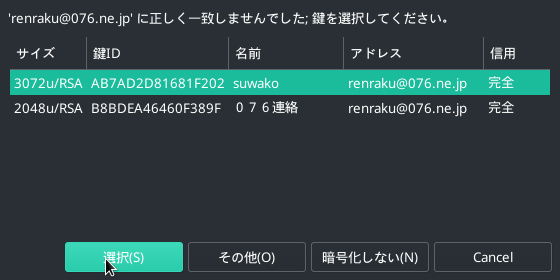 'renraku@076.ne.jp' に正しく一致しませんでした; 鍵を選択してください。
サイズ 鍵ID 名前 アドレス 信用
3072u/RSA AB7AD2D81681F202 suwako renraku@076.ne.jp 完全
2048u/RSA B8BDEA46460F389F ０７６連絡 renraku@076.ne.jp 完全
選択(S) その他(O) 暗号化しない(N) Cancel